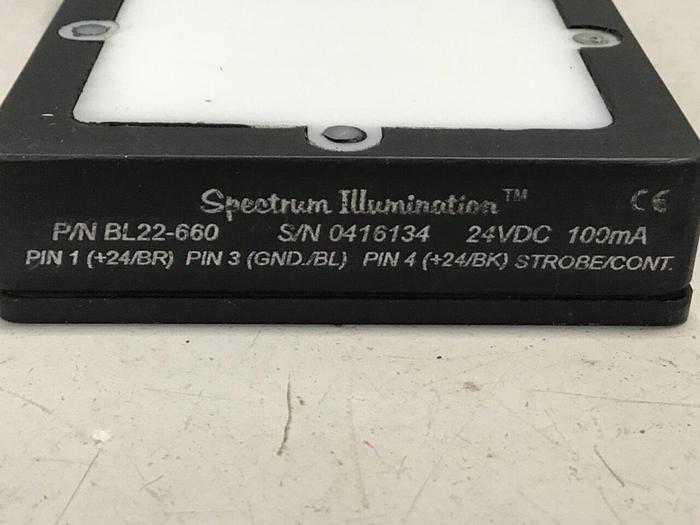 Spectrum Illumination™ CE
P/N BL22-660 S/N 0416134 24VDC 100mA
PIN 1 (+24/BR) PIN 3 (GND./BL) PIN 4 (+24/BK) STROBE/CONT.